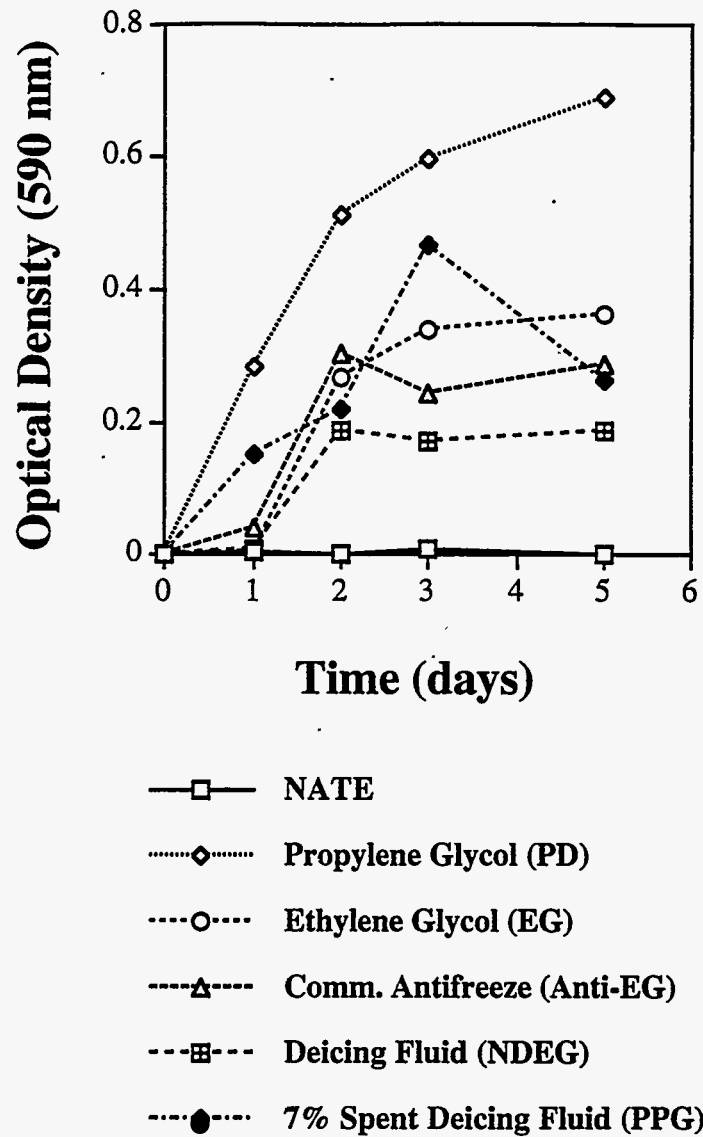 Optical Density (590 nm)
0.8
0.6
0.4
0.2
0
0 1 2 3 4 5 6
Time (days)
NATE
Propylene Glycol (PD)
Ethylene Glycol (EG)
Comm. Antifreeze (Anti-EG)
Deicing Fluid (NDEG)
7% Spent Deicing Fluid (PPG)